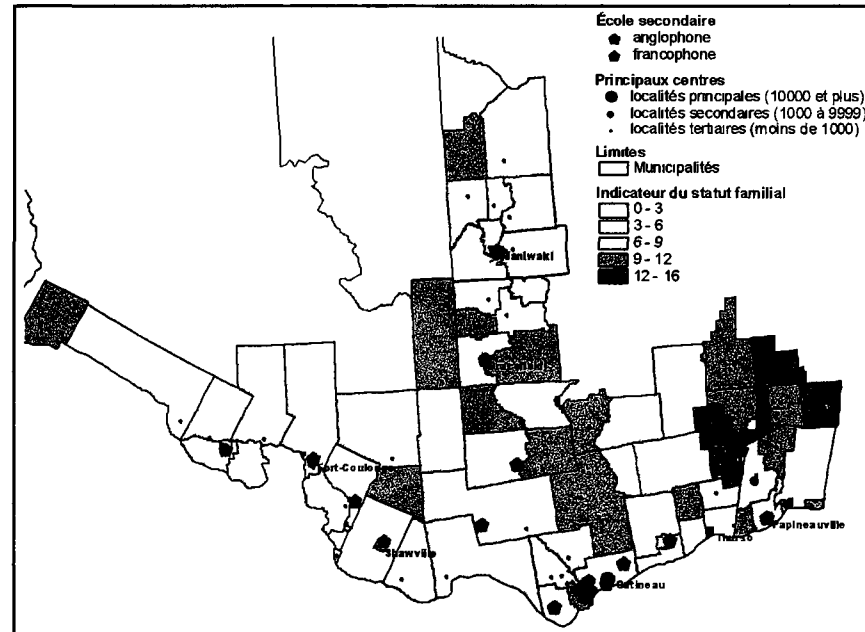 École secondaire
anglophone
francophone
Principaux centres
localités principales (10000 et plus)
localités secondaires (1000 à 9999)
localités tertiaires (moins de 1000)
Limites
Municipalités
Indicateur du statut familial
0 - 3
3 - 6
6 - 9
9 - 12
12 - 16
Maniwaki
Fort-Coulonge
Shawville
Thurso
Papineauville
Gatineau